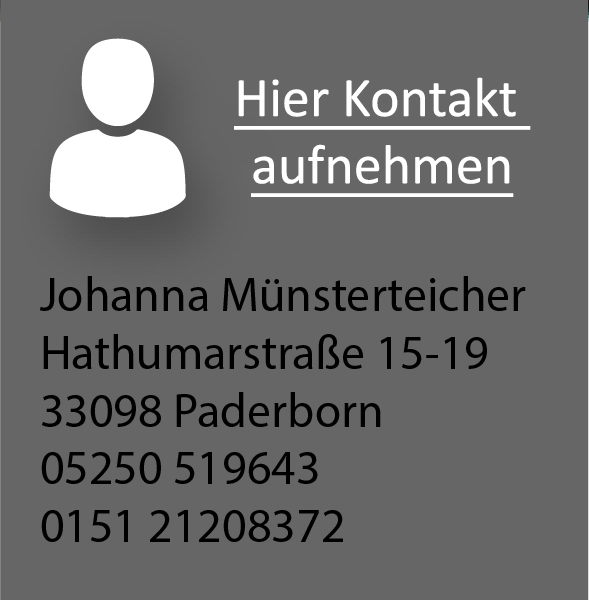 Hier Kontakt
aufnehmen
Johanna Münsterteicher
Hathumarstraße 15-19
33098 Paderborn
05250 519643
0151 21208372